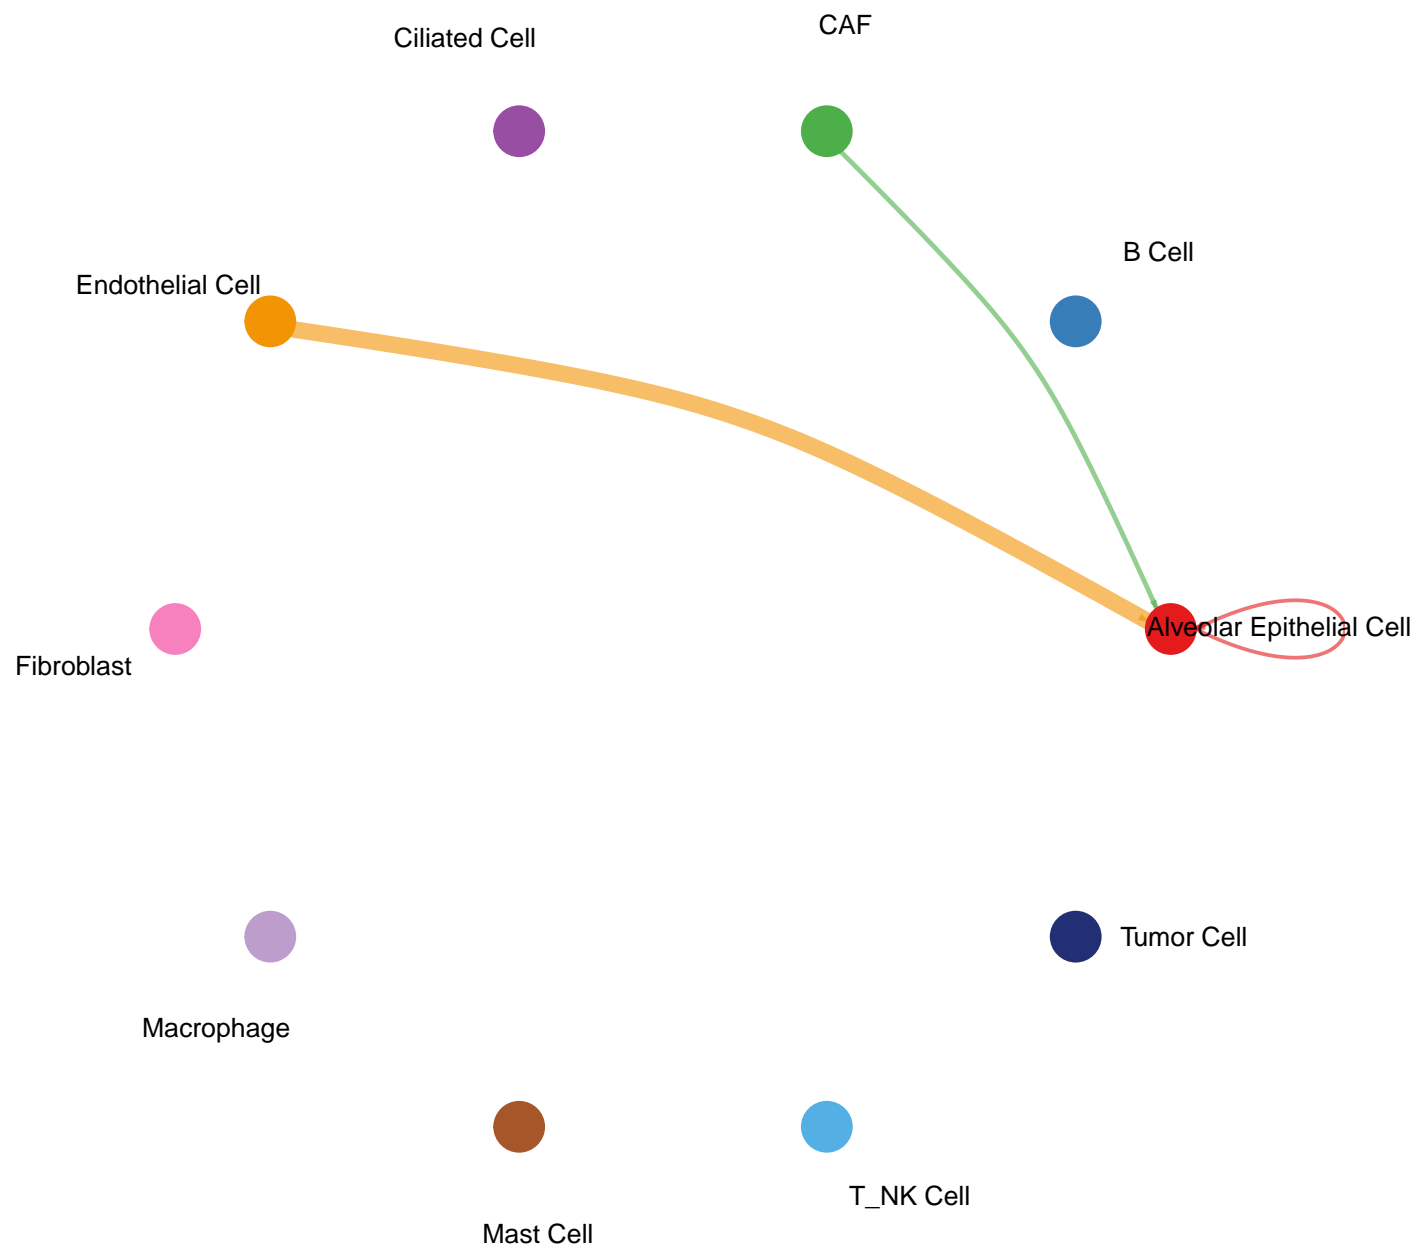 CAF
Ciliated Cell
B Cell
Endothelial Cell
Alveolar Epithelial Cell
Fibroblast
Tumor Cell
Macrophage
T_NK Cell
Mast Cell